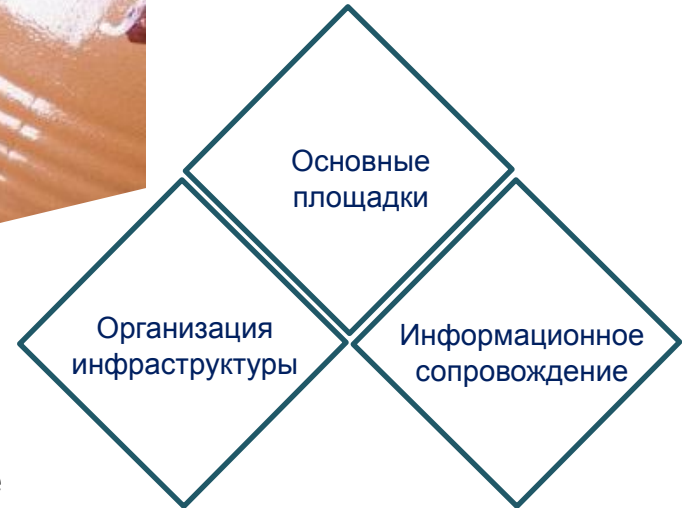 Основные
площадки
Организация
инфраструктуры
Информационное
сопровождение